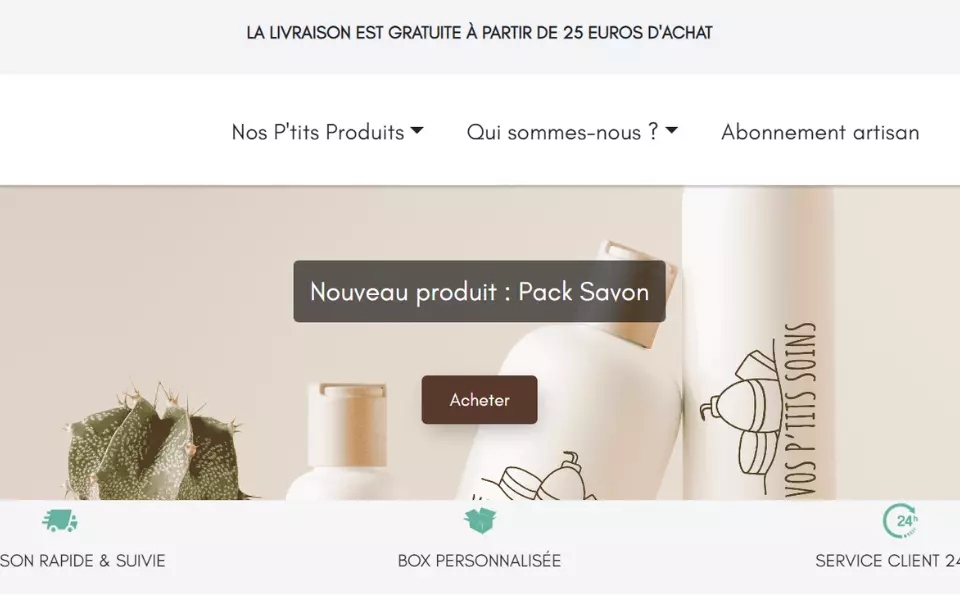 LA LIVRAISON EST GRATUITE À PARTIR DE 25 EUROS D'ACHAT
Nos P'tits Produits
Qui sommes-nous ?
Abonnement artisan
Nouveau produit : Pack Savon
Acheter
VOS P'TITS SOINS
24h
SON RAPIDE & SUIVIE
BOX PERSONNALISÉE
SERVICE CLIENT 24